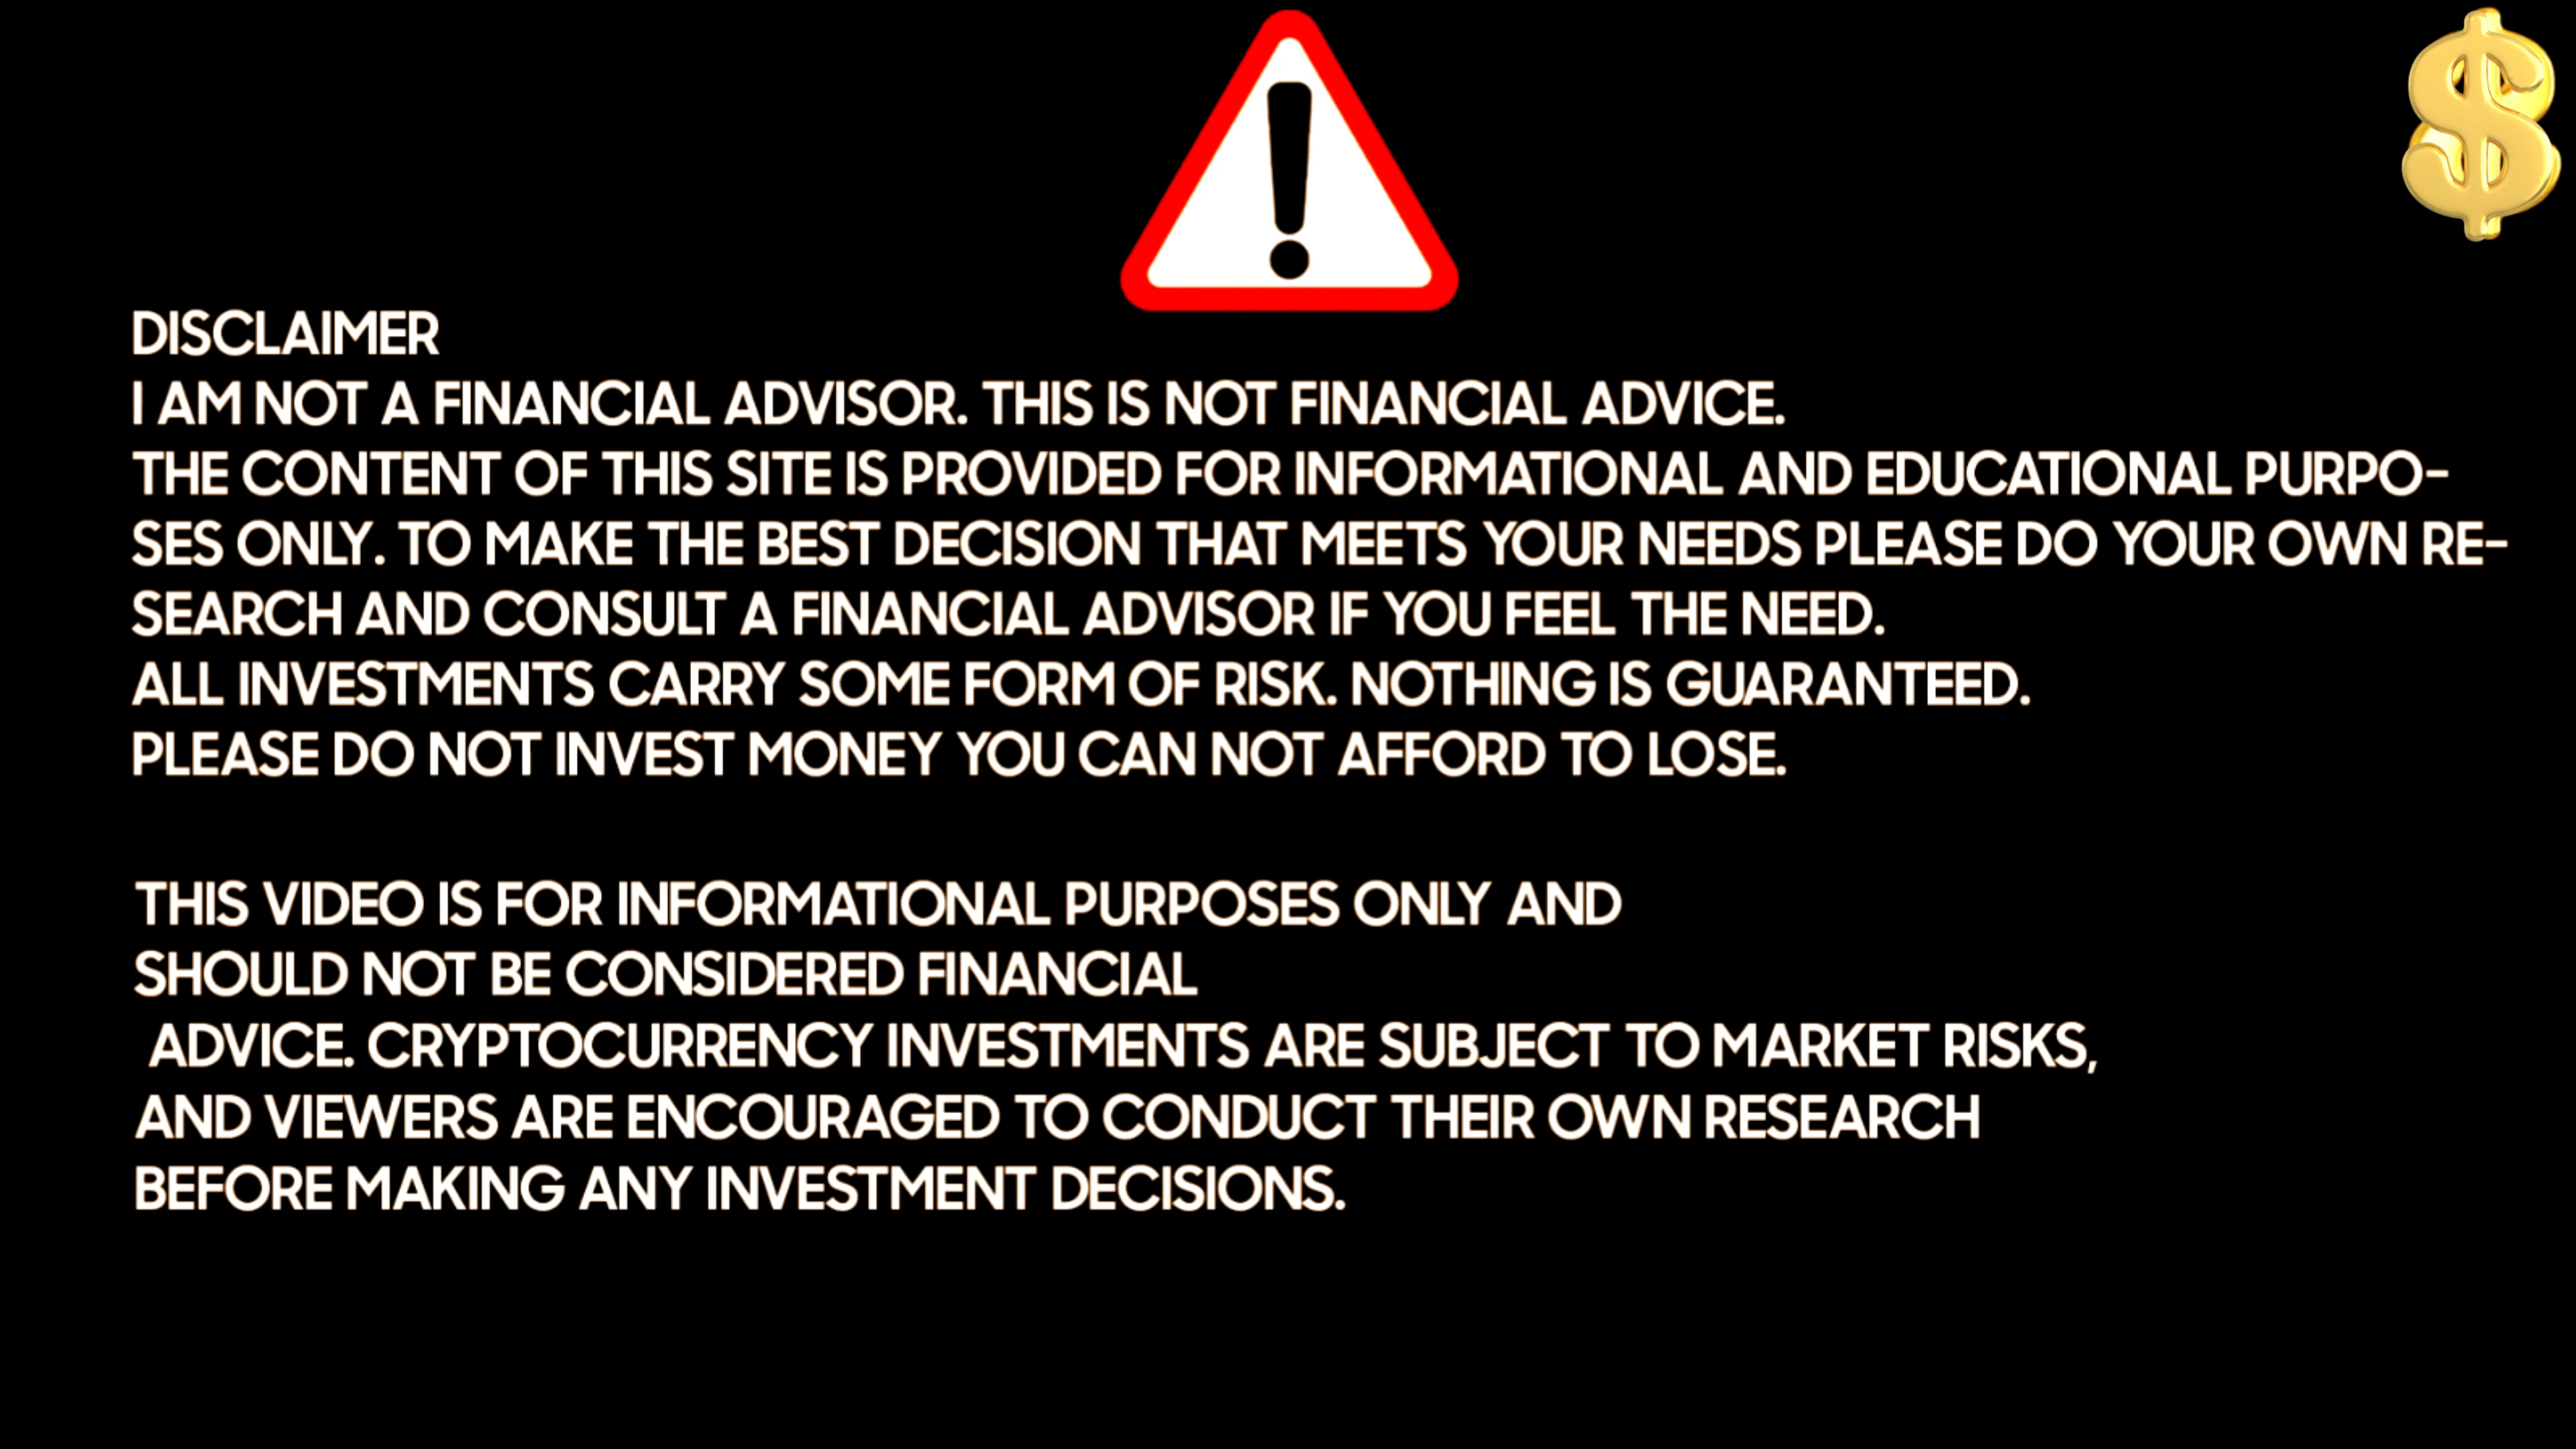 DISCLAIMER
I AM NOT A FINANCIAL ADVISOR. THIS IS NOT FINANCIAL ADVICE.
THE CONTENT OF THIS SITE IS PROVIDED FOR INFORMATIONAL AND EDUCATIONAL PURPO-
SES ONLY. TO MAKE THE BEST DECISION THAT MEETS YOUR NEEDS PLEASE DO YOUR OWN RE-
SEARCH AND CONSULT A FINANCIAL ADVISOR IF YOU FEEL THE NEED.
ALL INVESTMENTS CARRY SOME FORM OF RISK. NOTHING IS GUARANTEED.
PLEASE DO NOT INVEST MONEY YOU CAN NOT AFFORD TO LOSE.
THIS VIDEO IS FOR INFORMATIONAL PURPOSES ONLY AND
SHOULD NOT BE CONSIDERED FINANCIAL
ADVICE. CRYPTOCURRENCY INVESTMENTS ARE SUBJECT TO MARKET RISKS,
AND VIEWERS ARE ENCOURAGED TO CONDUCT THEIR OWN RESEARCH
BEFORE MAKING ANY INVESTMENT DECISIONS.